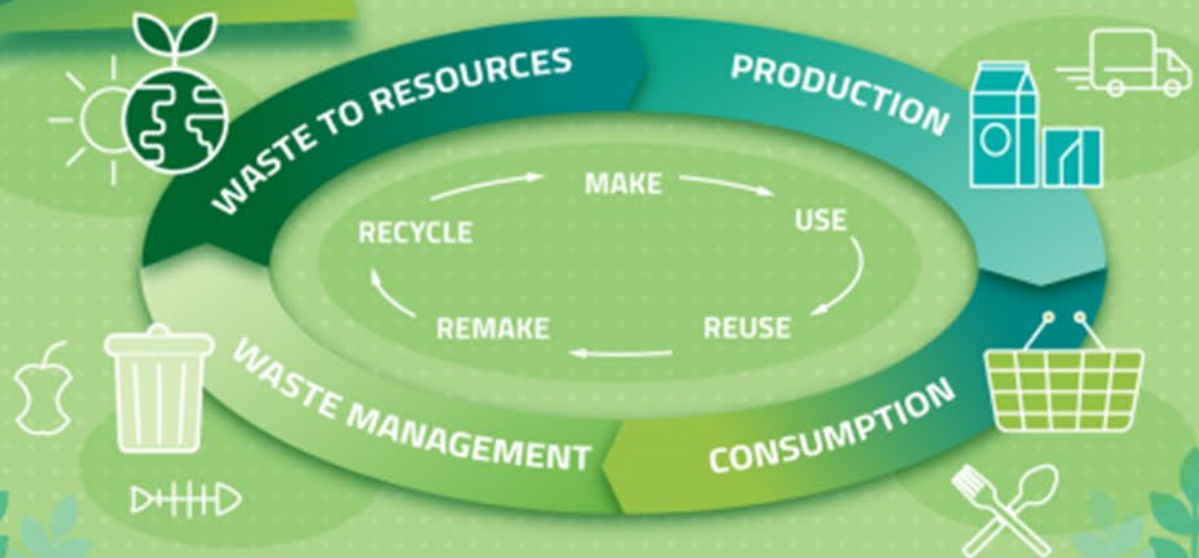 WASTE TO RESOURCES
PRODUCTION
MAKE
USE
RECYCLE
REMAKE
REUSE
WASTE MANAGEMENT
CONSUMPTION